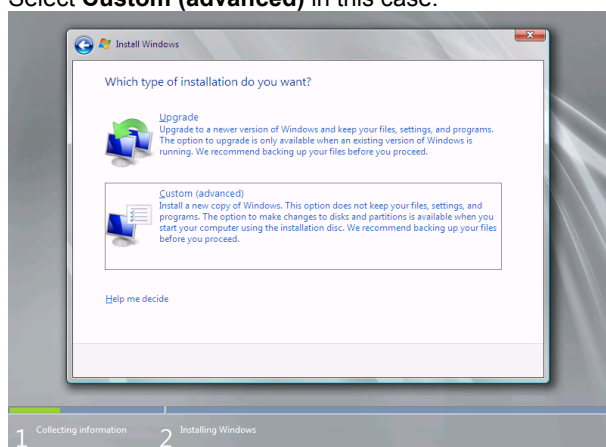 Select Custom (advanced) in this case.
Install Windows
Which type of installation do you want?
Upgrade
Upgrade to a newer version of Windows and keep your files, settings, and programs.
The option to upgrade is only available when an existing version of Windows is
running. We recommend backing up your files before you proceed.
Custom (advanced)
Install a new copy of Windows. This option does not keep your files, settings, and
programs. The option to make changes to disks and partitions is available when you
start your computer using the installation disc. We recommend backing up your files
before you proceed.
Help me decide
1 Collecting information 2 Installing Windows